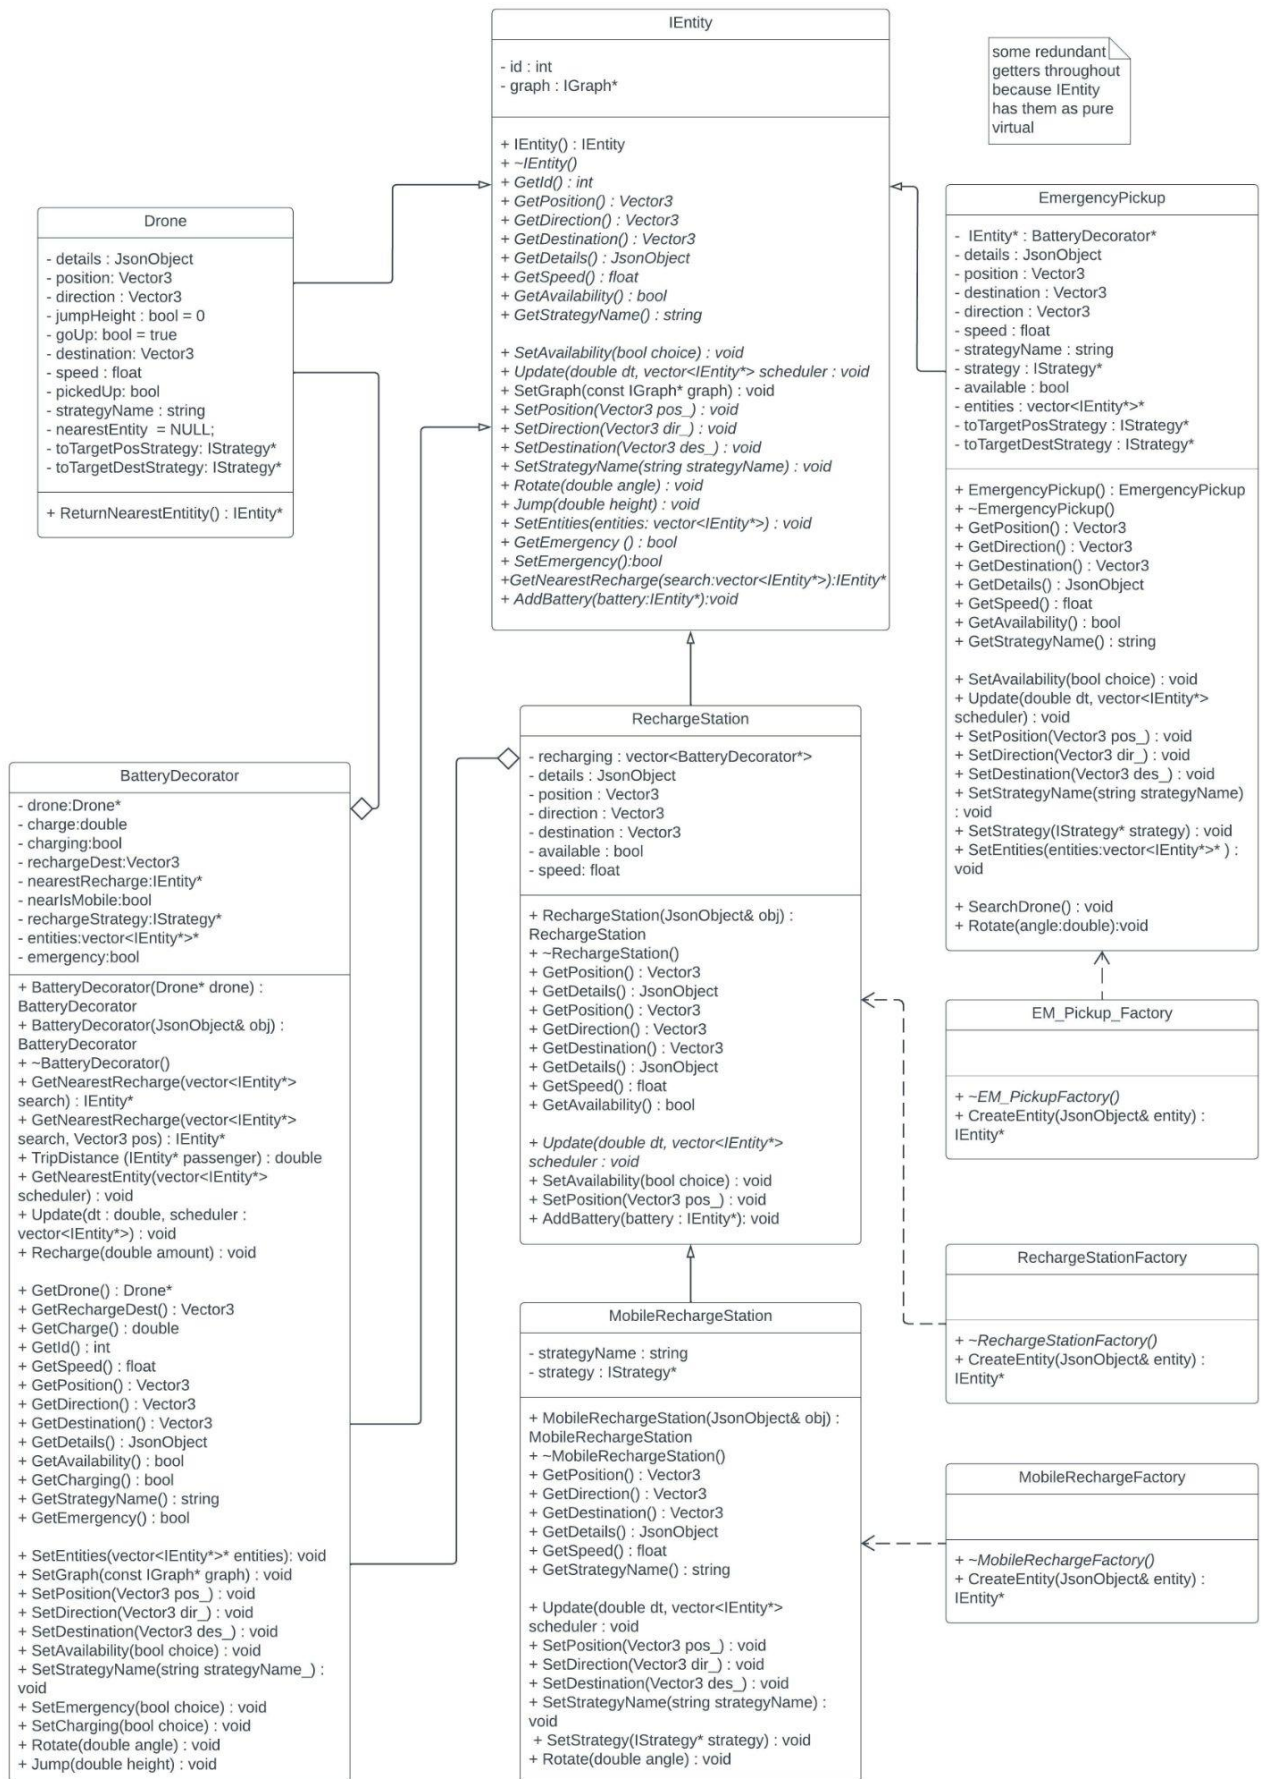 IEntity
- id : int
- graph : IGraph*
+ IEntity() : IEntity
+ ~IEntity()
+ GetId() : int
+ GetPosition() : Vector3
+ GetDirection() : Vector3
+ GetDestination() : Vector3
+ GetDetails() : JsonObject
+ GetSpeed() : float
+ GetAvailability() : bool
+ GetStrategyName() : string
+ SetAvailability(bool choice) : void
+ Update(double dt, vector<IEntity*> scheduler : void
+ SetGraph(const IGraph* graph) : void
+ SetPosition(Vector3 pos_) : void
+ SetDirection(Vector3 dir_) : void
+ SetDestination(Vector3 des_) : void
+ SetStrategyName(string strategyName) : void
+ Rotate(double angle) : void
+ Jump(double height) : void
+ SetEntities(entities: vector<IEntity*>) : void
+ GetEmergency () : bool
+ SetEmergency():bool
+GetNearestRecharge(search:vector<IEntity*>):IEntity*
+ AddBattery(battery:IEntity*):void
some redundant
getters throughout
because IEntity
has them as pure
virtual
Drone
- details : JsonObject
- position: Vector3
- direction : Vector3
- jumpHeight : bool = 0
- goUp: bool = true
- destination: Vector3
- speed : float
- pickedUp: bool
- strategyName : string
- nearestEntity  = NULL;
- toTargetPosStrategy: IStrategy*
- toTargetDestStrategy: IStrategy*
+ ReturnNearestEntitity() : IEntity*
EmergencyPickup
-  IEntity* : BatteryDecorator*
- details : JsonObject
- position : Vector3
- destination : Vector3
- direction : Vector3
- speed : float
- strategyName : string
- strategy : IStrategy*
- available : bool
- entities : vector<IEntity*>*
- toTargetPosStrategy : IStrategy*
- toTargetDestStrategy : IStrategy*
+ EmergencyPickup() : EmergencyPickup
+ ~EmergencyPickup()
+ GetPosition() : Vector3
+ GetDirection() : Vector3
+ GetDestination() : Vector3
+ GetDetails() : JsonObject
+ GetSpeed() : float
+ GetAvailability() : bool
+ GetStrategyName() : string
+ SetAvailability(bool choice) : void
+ Update(double dt, vector<IEntity*>
scheduler) : void
+ SetPosition(Vector3 pos_) : void
+ SetDirection(Vector3 dir_) : void
+ SetDestination(Vector3 des_) : void
+ SetStrategyName(string strategyName)
: void
+ SetStrategy(IStrategy* strategy) : void
+ SetEntities(entities:vector<IEntity*>* ) :
void
+ SearchDrone() : void
+ Rotate(angle:double):void
BatteryDecorator
- drone:Drone*
- charge:double
- charging:bool
- rechargeDest:Vector3
- nearestRecharge:IEntity*
- nearIsMobile:bool
- rechargeStrategy:IStrategy*
- entities:vector<IEntity*>*
- emergency:bool
+ BatteryDecorator(Drone* drone) :
BatteryDecorator
+ BatteryDecorator(JsonObject& obj) :
BatteryDecorator
+ ~BatteryDecorator()
+ GetNearestRecharge(vector<IEntity*>
search) : IEntity*
+ GetNearestRecharge(vector<IEntity*>
search, Vector3 pos) : IEntity*
+ TripDistance (IEntity* passenger) : double
+ GetNearestEntity(vector<IEntity*>
scheduler) : void
+ Update(dt : double, scheduler :
vector<IEntity*>) : void
+ Recharge(double amount) : void
+ GetDrone() : Drone*
+ GetRechargeDest() : Vector3
+ GetCharge() : double
+ GetId() : int
+ GetSpeed() : float
+ GetPosition() : Vector3
+ GetDirection() : Vector3
+ GetDestination() : Vector3
+ GetDetails() : JsonObject
+ GetAvailability() : bool
+ GetCharging() : bool
+ GetStrategyName() : string
+ GetEmergency() : bool
+ SetEntities(vector<IEntity*>* entities): void
+ SetGraph(const IGraph* graph) : void
+ SetPosition(Vector3 pos_) : void
+ SetDirection(Vector3 dir_) : void
+ SetDestination(Vector3 des_) : void
+ SetAvailability(bool choice) : void
+ SetStrategyName(string strategyName_) :
void
+ SetEmergency(bool choice) : void
+ SetCharging(bool choice) : void
+ Rotate(double angle) : void
+ Jump(double height) : void
RechargeStation
- recharging : vector<BatteryDecorator*>
- details : JsonObject
- position : Vector3
- direction : Vector3
- destination : Vector3
- available : bool
- speed: float
+ RechargeStation(JsonObject& obj) :
RechargeStation
+ ~RechargeStation()
+ GetPosition() : Vector3
+ GetDetails() : JsonObject
+ GetPosition() : Vector3
+ GetDirection() : Vector3
+ GetDestination() : Vector3
+ GetDetails() : JsonObject
+ GetSpeed() : float
+ GetAvailability() : bool
+ Update(double dt, vector<IEntity*>
scheduler : void
+ SetAvailability(bool choice) : void
+ SetPosition(Vector3 pos_) : void
+ AddBattery(battery : IEntity*): void
MobileRechargeStation
- strategyName : string
- strategy : IStrategy*
+ MobileRechargeStation(JsonObject& obj) :
MobileRechargeStation
+ ~MobileRechargeStation()
+ GetPosition() : Vector3
+ GetDirection() : Vector3
+ GetDestination() : Vector3
+ GetDetails() : JsonObject
+ GetSpeed() : float
+ GetStrategyName() : string
+ Update(double dt, vector<IEntity*>
scheduler : void
+ SetPosition(Vector3 pos_) : void
+ SetDirection(Vector3 dir_) : void
+ SetDestination(Vector3 des_) : void
+ SetStrategyName(string strategyName) :
void
+ SetStrategy(IStrategy* strategy) : void
+ Rotate(double angle) : void
EM_Pickup_Factory
+ ~EM_PickupFactory()
+ CreateEntity(JsonObject& entity) :
IEntity*
RechargeStationFactory
+ ~RechargeStationFactory()
+ CreateEntity(JsonObject& entity) :
IEntity*
MobileRechargeFactory
+ ~MobileRechargeFactory()
+ CreateEntity(JsonObject& entity) :
IEntity*